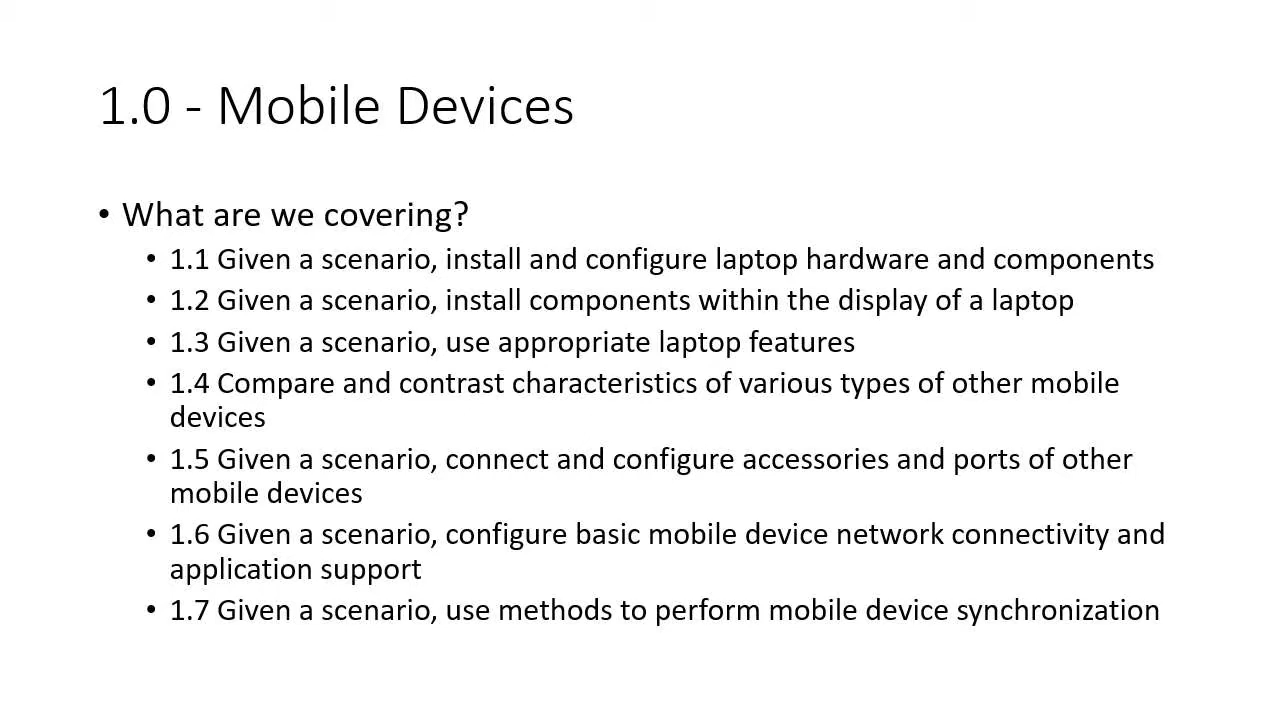 1.0 - Mobile Devices
• What are we covering?
• 1.1 Given a scenario, install and configure laptop hardware and components
• 1.2 Given a scenario, install components within the display of a laptop
• 1.3 Given a scenario, use appropriate laptop features
• 1.4 Compare and contrast characteristics of various types of other mobile
devices
• 1.5 Given a scenario, connect and configure accessories and ports of other
mobile devices
• 1.6 Given a scenario, configure basic mobile device network connectivity and
application support
• 1.7 Given a scenario, use methods to perform mobile device synchronization